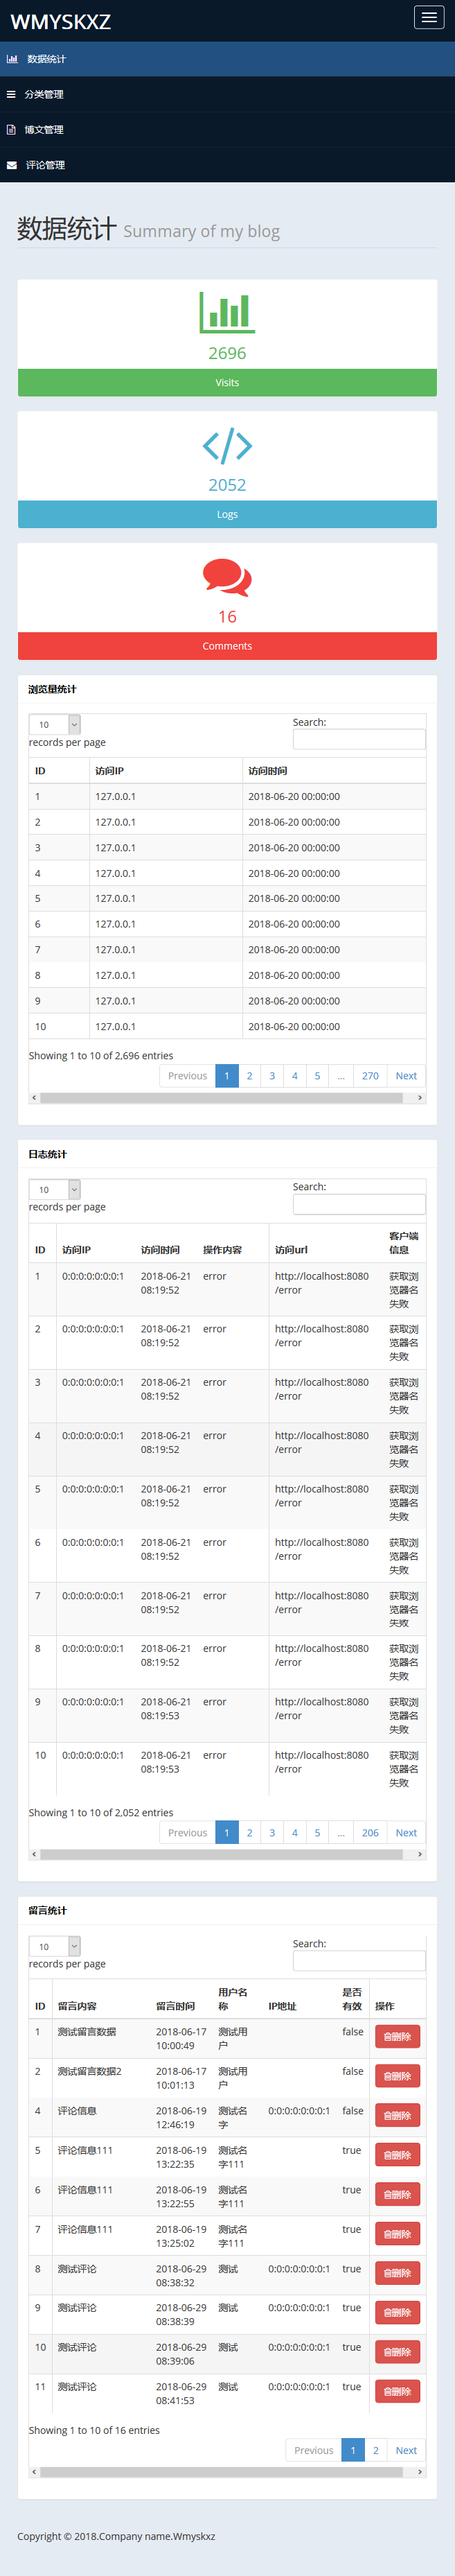 WMYSKXZ
数据统计
分类管理
博文管理
评论管理
数据统计 Summary of my blog
2696
Visits
2052
Logs
16
Comments
浏览量统计
10
records per page
Search:
ID 访问IP 访问时间
1 127.0.0.1 2018-06-20 00:00:00
2 127.0.0.1 2018-06-20 00:00:00
3 127.0.0.1 2018-06-20 00:00:00
4 127.0.0.1 2018-06-20 00:00:00
5 127.0.0.1 2018-06-20 00:00:00
6 127.0.0.1 2018-06-20 00:00:00
7 127.0.0.1 2018-06-20 00:00:00
8 127.0.0.1 2018-06-20 00:00:00
9 127.0.0.1 2018-06-20 00:00:00
10 127.0.0.1 2018-06-20 00:00:00
Showing 1 to 10 of 2,696 entries
Previous 1 2 3 4 5 … 270 Next
日志统计
10
records per page
Search:
客户端
ID 访问IP 访问时间 操作内容 访问url 信息
1 0:0:0:0:0:0:0:1 2018-06-21 error http://localhost:8080 获取浏
08:19:52 /error 览器名
失败
2 0:0:0:0:0:0:0:1 2018-06-21 error http://localhost:8080 获取浏
08:19:52 /error 览器名
失败
3 0:0:0:0:0:0:0:1 2018-06-21 error http://localhost:8080 获取浏
08:19:52 /error 览器名
失败
4 0:0:0:0:0:0:0:1 2018-06-21 error http://localhost:8080 获取浏
08:19:52 /error 览器名
失败
5 0:0:0:0:0:0:0:1 2018-06-21 error http://localhost:8080 获取浏
08:19:52 /error 览器名
失败
6 0:0:0:0:0:0:0:1 2018-06-21 error http://localhost:8080 获取浏
08:19:52 /error 览器名
失败
7 0:0:0:0:0:0:0:1 2018-06-21 error http://localhost:8080 获取浏
08:19:52 /error 览器名
失败
8 0:0:0:0:0:0:0:1 2018-06-21 error http://localhost:8080 获取浏
08:19:52 /error 览器名
失败
9 0:0:0:0:0:0:0:1 2018-06-21 error http://localhost:8080 获取浏
08:19:53 /error 览器名
失败
10 0:0:0:0:0:0:0:1 2018-06-21 error http://localhost:8080 获取浏
08:19:53 /error 览器名
失败
Showing 1 to 10 of 2,052 entries
Previous 1 2 3 4 5 … 206 Next
留言统计
10
records per page
Search:
用户名 是否
ID 留言内容 留言时间 称 IP地址 有效 操作
1 测试留言数据 2018-06-17 测试用 false 删除
10:00:49 户
2 测试留言数据2 2018-06-17 测试用 false 删除
10:01:13 户
4 评论信息 2018-06-19 测试名 0:0:0:0:0:0:0:1 false 删除
12:46:19 字
5 评论信息111 2018-06-19 测试名 true 删除
13:22:35 字111
6 评论信息111 2018-06-19 测试名 true 删除
13:22:55 字111
7 评论信息111 2018-06-19 测试名 true 删除
13:25:02 字111
8 测试评论 2018-06-29 测试 0:0:0:0:0:0:0:1 true 删除
08:38:32
9 测试评论 2018-06-29 测试 0:0:0:0:0:0:0:1 true 删除
08:38:39
10 测试评论 2018-06-29 测试 0:0:0:0:0:0:0:1 true 删除
08:39:06
11 测试评论 2018-06-29 测试 0:0:0:0:0:0:0:1 true 删除
08:41:53
Showing 1 to 10 of 16 entries
Previous 1 2 Next
Copyright © 2018.Company name.Wmyskxz